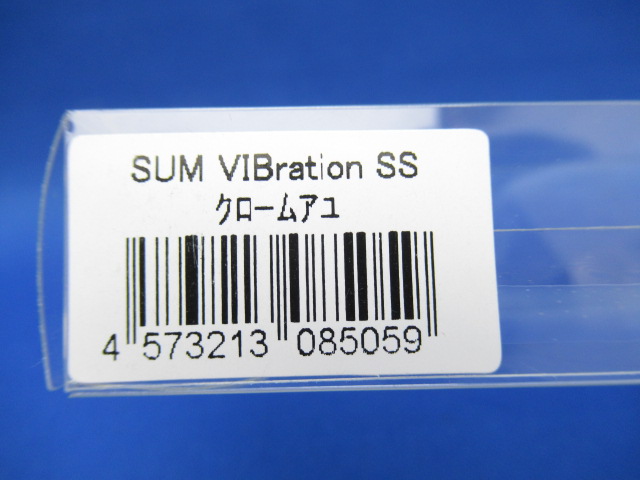 SUM VIBration SS
ｸﾛｰﾑｱﾕ
4 573213 085059